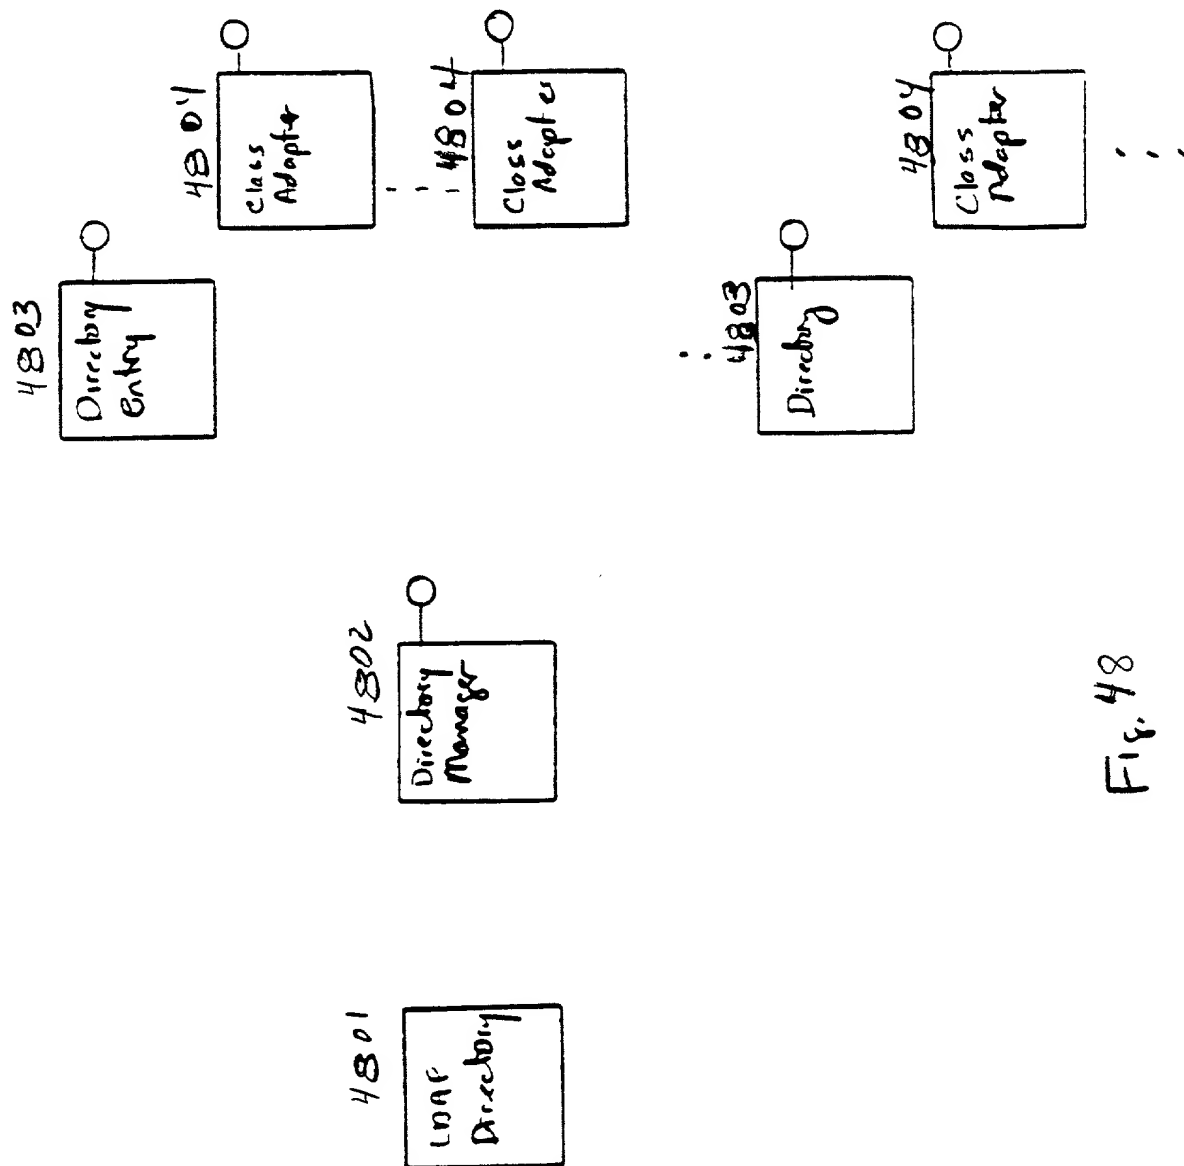 4801
LDAP
Directory
4802
Directory
Manager
4803
Directory
Entry
4804
Class
Adapter
4804
Class
Adapter
4803
Directory
4804
Class
Adapter
Fig. 48